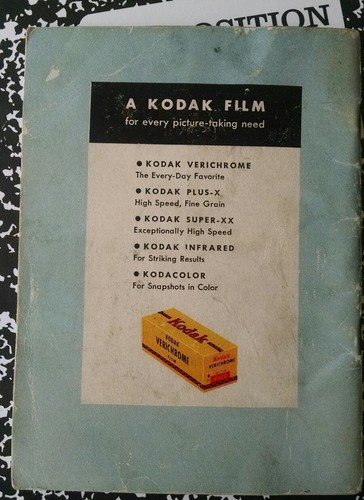 OSITION
A KODAK FILM
for every picture-taking need
● KODAK VERICHROME
The Every-Day Favorite
● KODAK PLUS-X
High Speed, Fine Grain
● KODAK SUPER-XX
Exceptionally High Speed
● KODAK INFRARED
For Striking Results
● KODACOLOR
For Snapshots in Color
Kodak
KODAK
VERICHROME
FILM
Kodak
VERICHROME